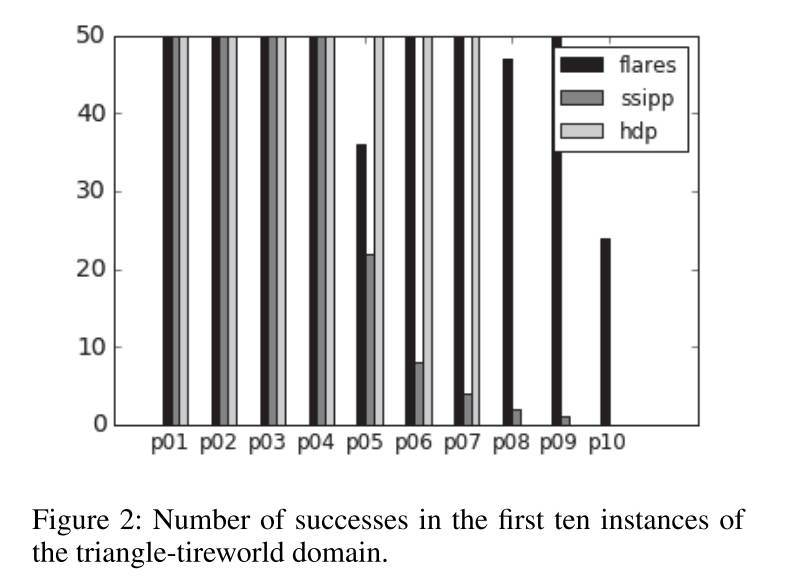 50
40
30
20
10
0
flares
ssipp
hdp
p01 p02 p03 p04 p05 p06 p07 p08 p09 p10
Figure 2: Number of successes in the first ten instances of
the triangle-tireworld domain.